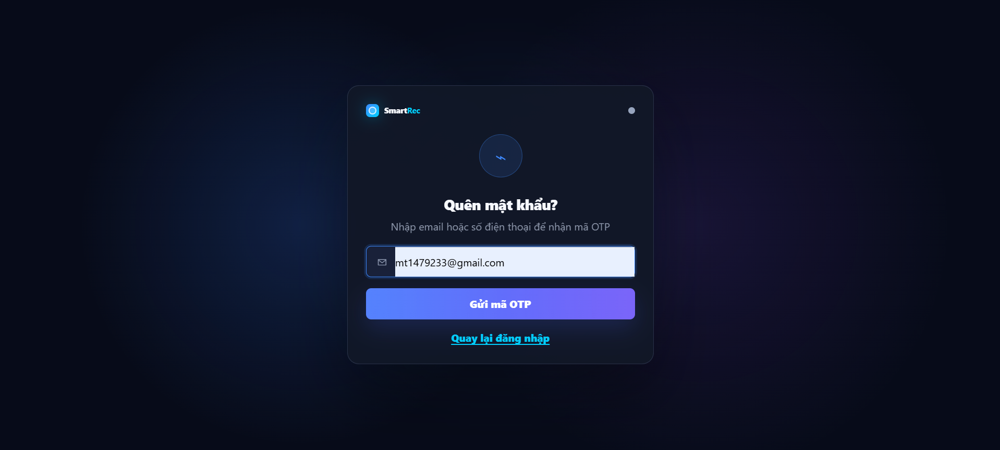 SmartRec
Quên mật khẩu?
Nhập email hoặc số điện thoại để nhận mã OTP
mt1479233@gmail.com
Gửi mã OTP
Quay lại đăng nhập